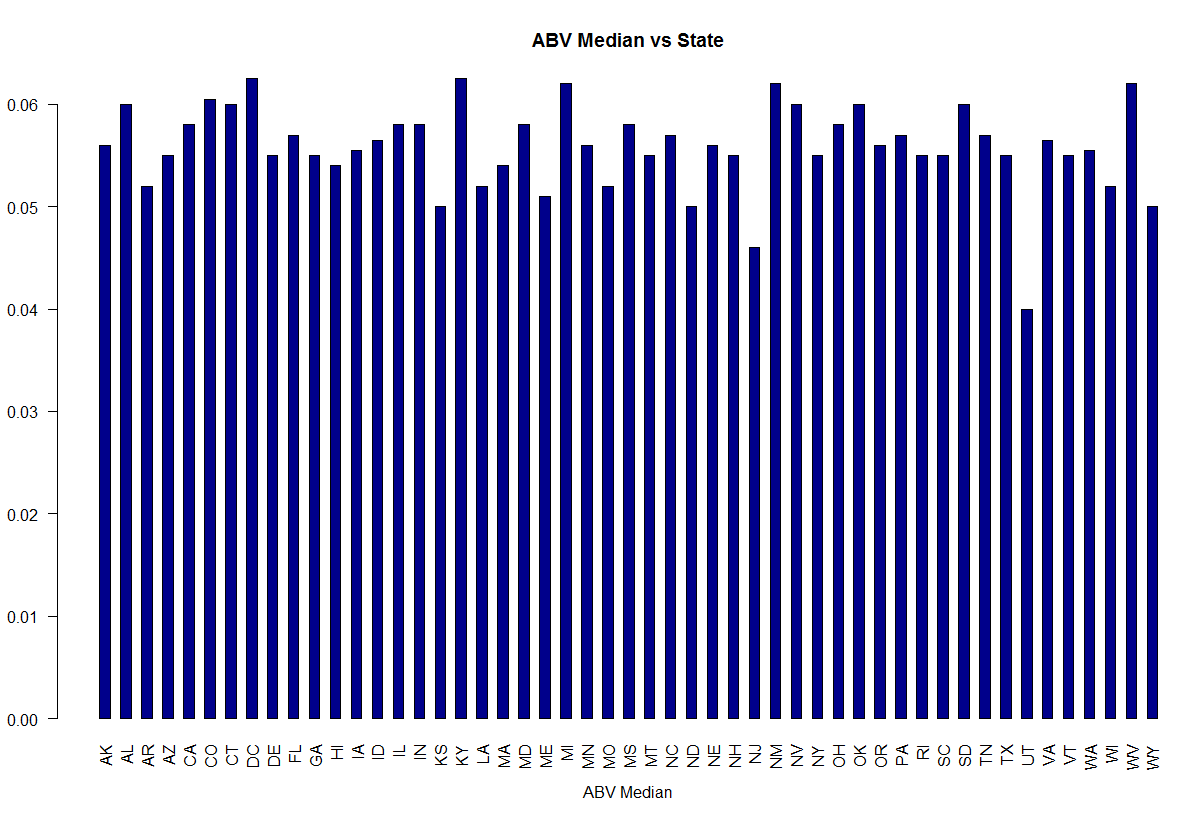 ABV Median vs State
0.06
0.05
0.04
0.03
0.02
0.01
0.00
AK AL AR AZ CA CO CT DC DE FL GA HI IA ID IL IN KS KY LA MA MD ME MI MN MO MS MT NC ND NE NH NJ NM NV NY OH OK OR PA RI SC SD TN TX UT VA VT WA WI WV WY
ABV Median